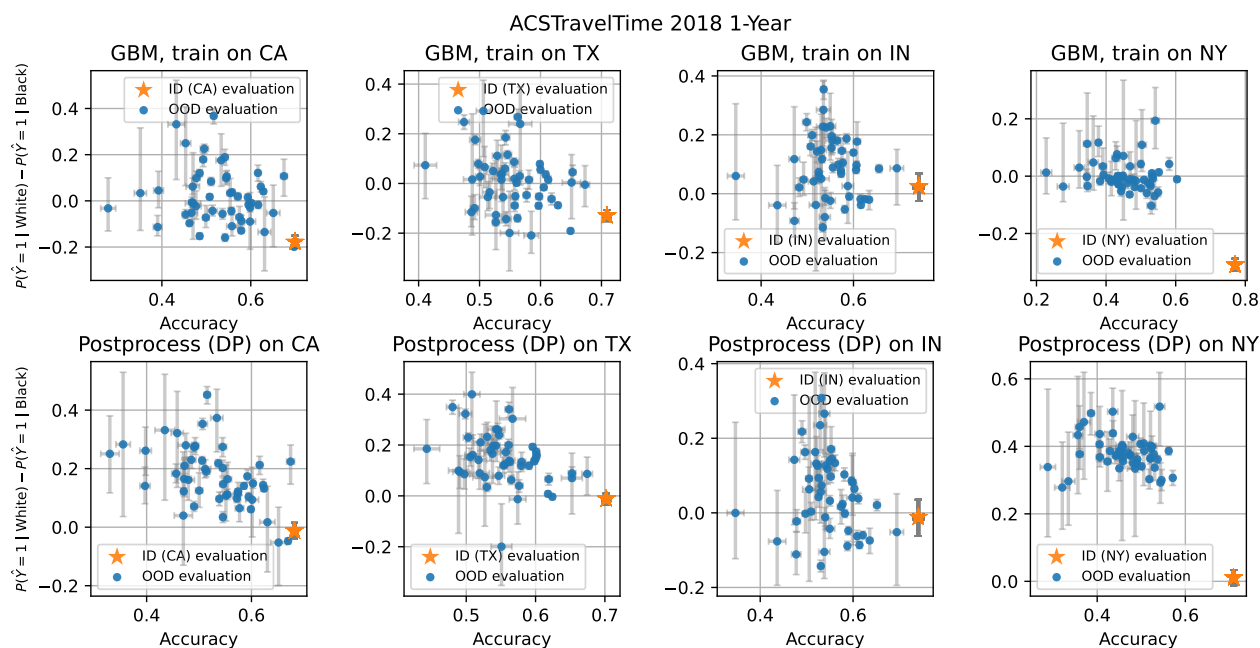 ACSTravelTime 2018 1-Year
GBM, train on CA
GBM, train on TX
GBM, train on IN
GBM, train on NY
P(Ŷ = 1 | White) − P(Ŷ = 1 | Black)
0.4
0.2
0.0
−0.2
0.4 0.6
Accuracy
ID (CA) evaluation
OOD evaluation
0.4
0.2
0.0
−0.2
0.4 0.5 0.6 0.7
Accuracy
ID (TX) evaluation
OOD evaluation
0.4
0.2
0.0
−0.2
0.4 0.6
Accuracy
ID (IN) evaluation
OOD evaluation
0.4
0.2
0.0
−0.2
0.2 0.4 0.6 0.8
Accuracy
ID (NY) evaluation
OOD evaluation
Postprocess (DP) on CA
Postprocess (DP) on TX
Postprocess (DP) on IN
Postprocess (DP) on NY
P(Ŷ = 1 | White) − P(Ŷ = 1 | Black)
0.4
0.2
0.0
−0.2
0.4 0.6
Accuracy
ID (CA) evaluation
OOD evaluation
0.4
0.2
0.0
−0.2
0.5 0.6 0.7
Accuracy
ID (TX) evaluation
OOD evaluation
0.4
0.2
0.0
−0.2
0.4 0.6
Accuracy
ID (IN) evaluation
OOD evaluation
0.6
0.4
0.2
0.0
0.4 0.6
Accuracy
ID (NY) evaluation
OOD evaluation